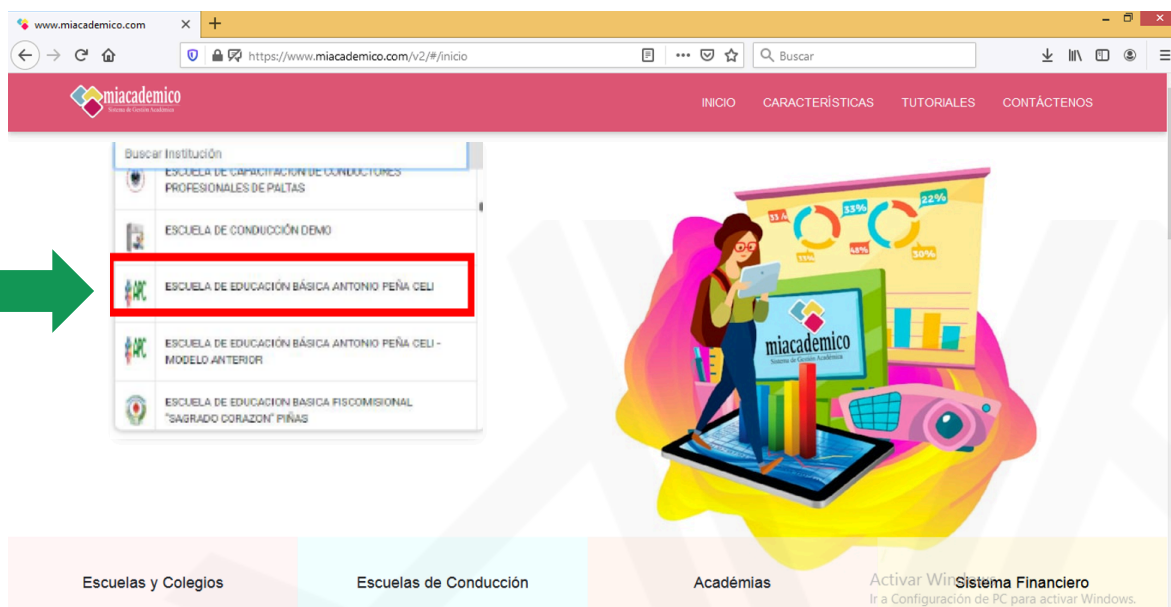 www.miacademico.com
https://www.miacademico.com/v2/#/inicio
Buscar
miacademico
Sistema de Gestión Académica
INICIO CARACTERÍSTICAS TUTORIALES CONTÁCTENOS
Buscar Institución
ESCUELA DE CAPACITACION DE CONDUCTORES
PROFESIONALES DE PALTAS
ESCUELA DE CONDUCCIÓN DEMO
APC
ESCUELA DE EDUCACIÓN BÁSICA ANTONIO PEÑA CELI
APC
ESCUELA DE EDUCACIÓN BÁSICA ANTONIO PEÑA CELI -
MODELO ANTERIOR
ESCUELA DE EDUCACION BASICA FISCOMISIONAL
"SAGRADO CORAZON" PIÑAS
33%
22%
48%
30%
miacademico
Sistema de Gestión Académica
Escuelas y Colegios
Escuelas de Conducción
Académias
Sistema Financiero
Activar Windows
Ir a Configuración de PC para activar Windows.